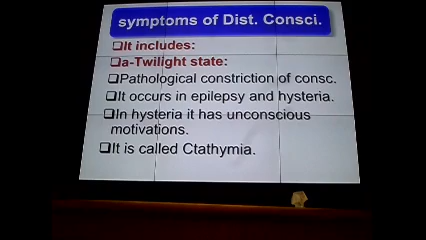 symptoms of Dist. Consci.
It includes:
a-Twilight state:
Pathological constriction of consc.
It occurs in epilepsy and hysteria.
In hysteria it has unconscious
motivations.
It is called Ctathymia.